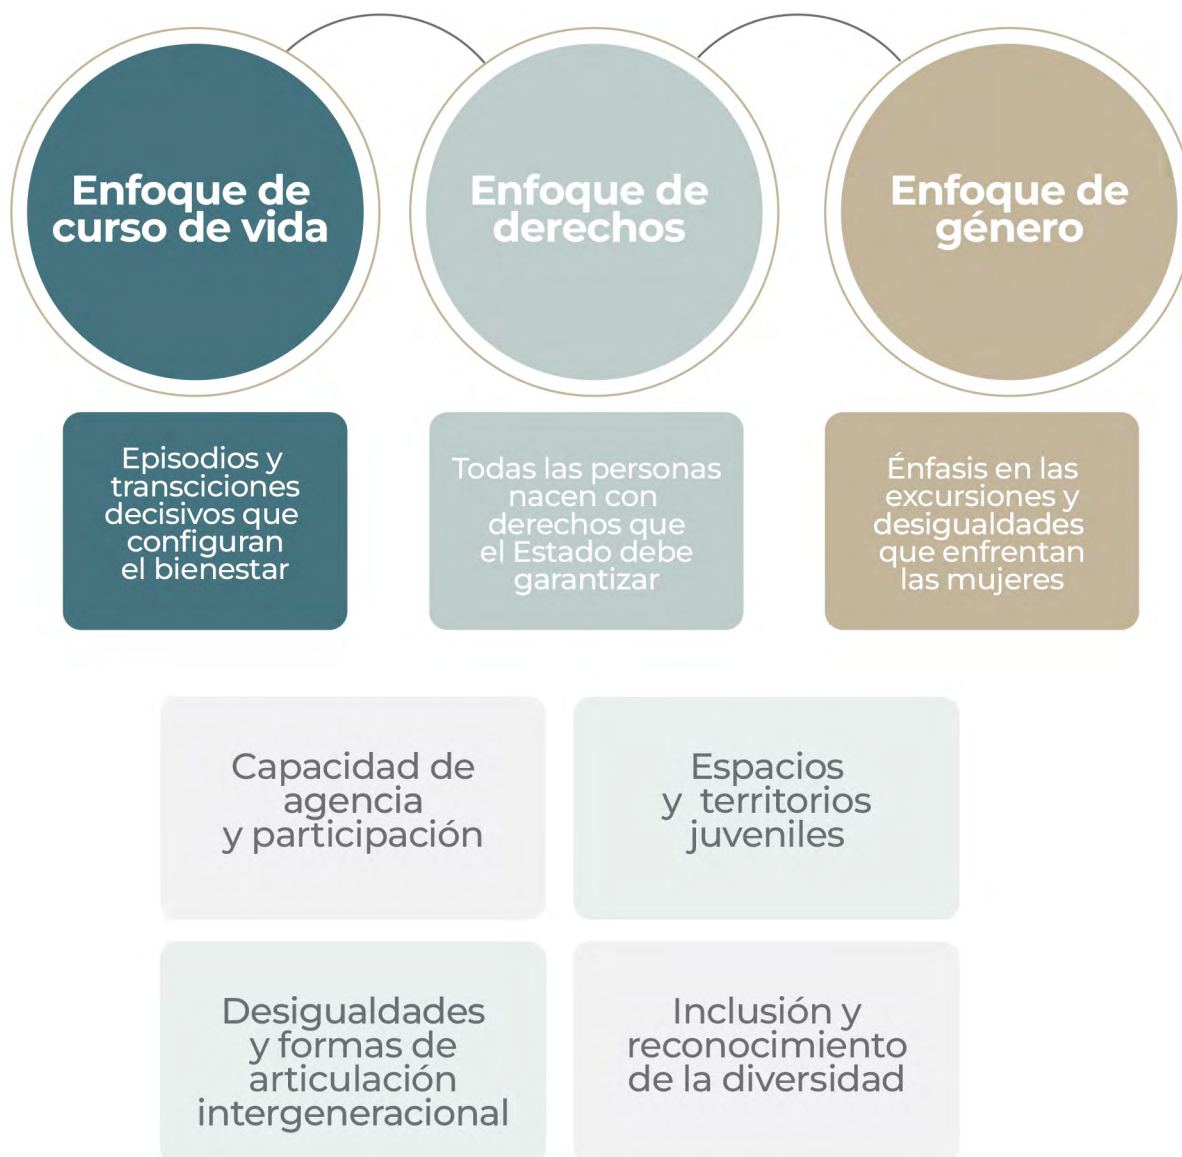 Enfoque de
curso de vida
Enfoque de
derechos
Enfoque de
género
Episodios y
transciciones
decisivos que
configuran
el bienestar
Todas las personas
nacen con
derechos que
el Estado debe
garantizar
Énfasis en las
excursiones y
desigualdades
que enfrentan
las mujeres
Capacidad de
agencia
y participación
Espacios
y territorios
juveniles
Desigualdades
y formas de
articulación
intergeneracional
Inclusión y
reconocimiento
de la diversidad